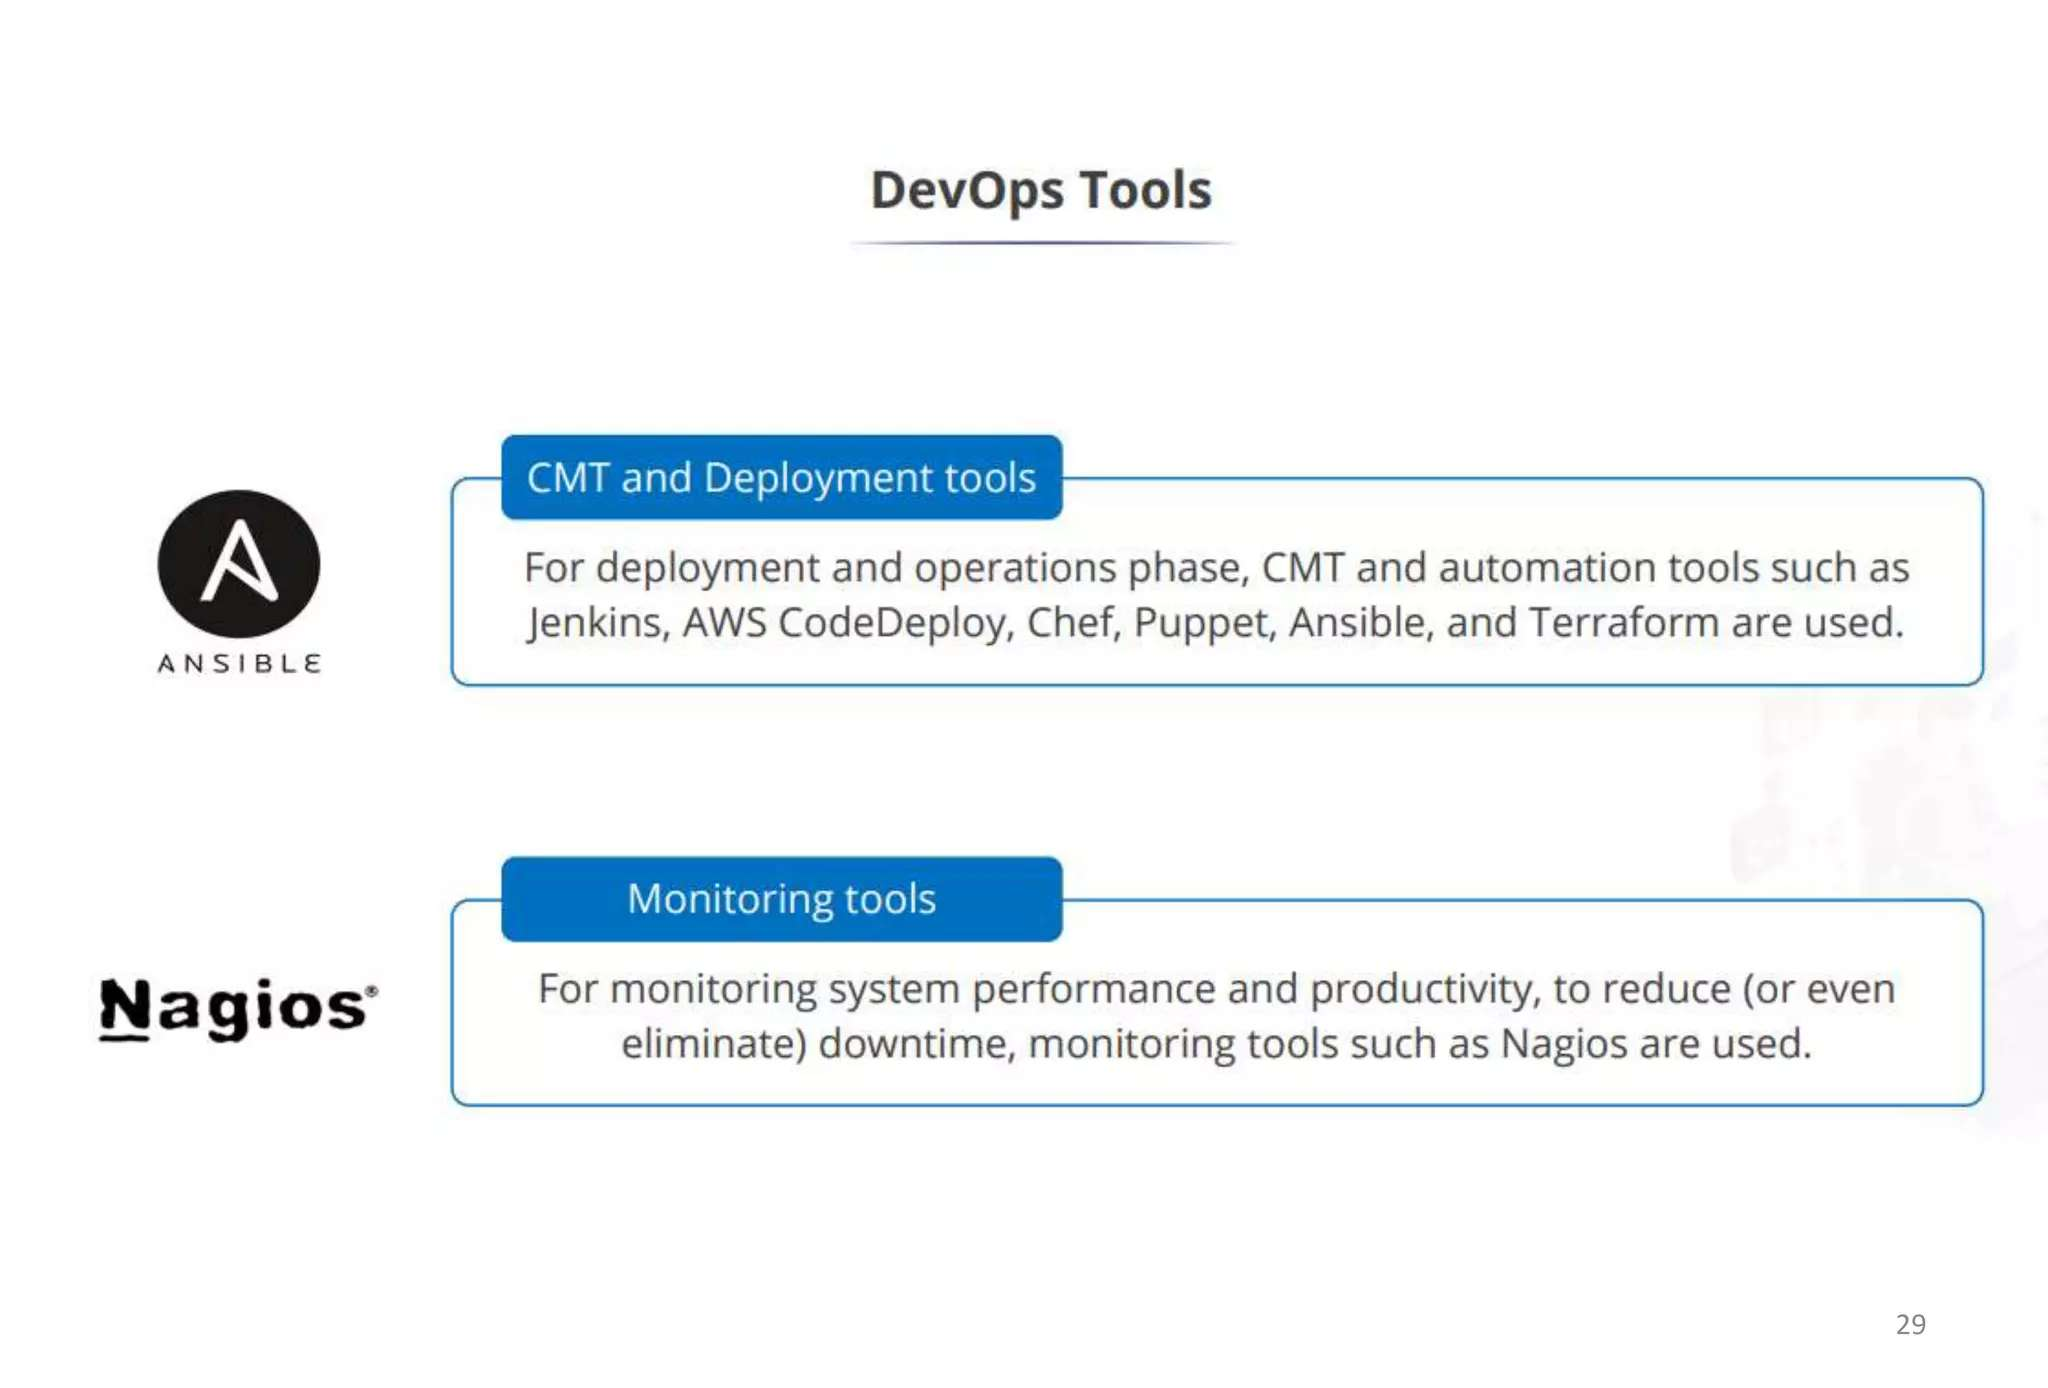 DevOps Tools
CMT and Deployment tools
For deployment and operations phase, CMT and automation tools such as
Jenkins, AWS CodeDeploy, Chef, Puppet, Ansible, and Terraform are used.
ANSIBLE
Monitoring tools
For monitoring system performance and productivity, to reduce (or even
eliminate) downtime, monitoring tools such as Nagios are used.
Nagios®
29